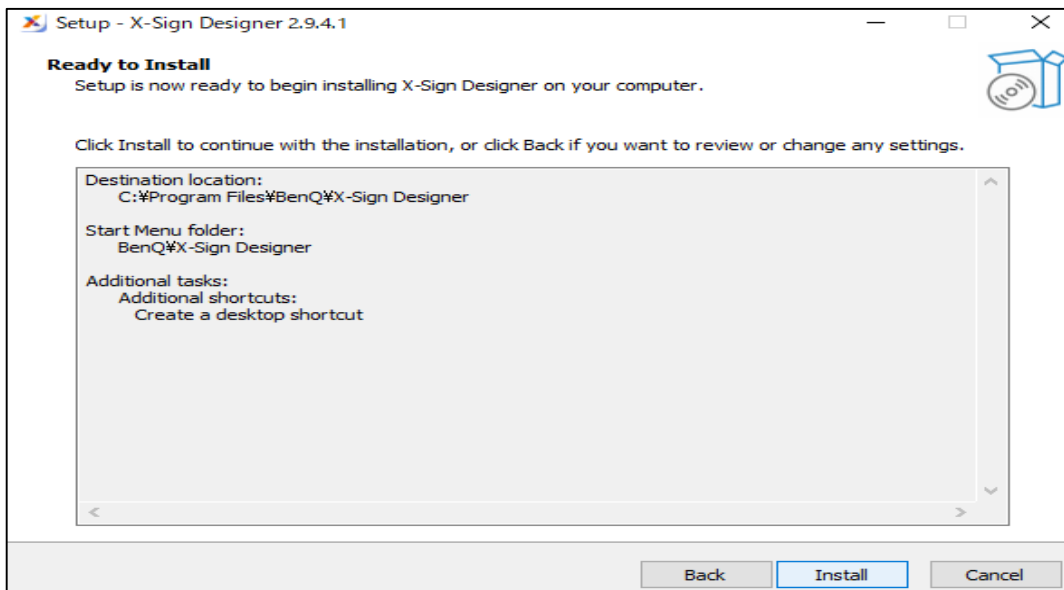 Setup - X-Sign Designer 2.9.4.1
Ready to Install
Setup is now ready to begin installing X-Sign Designer on your computer.
Click Install to continue with the installation, or click Back if you want to review or change any settings.
Destination location:
C:¥Program Files¥BenQ¥X-Sign Designer
Start Menu folder:
BenQ¥X-Sign Designer
Additional tasks:
Additional shortcuts:
Create a desktop shortcut
Back Install Cancel